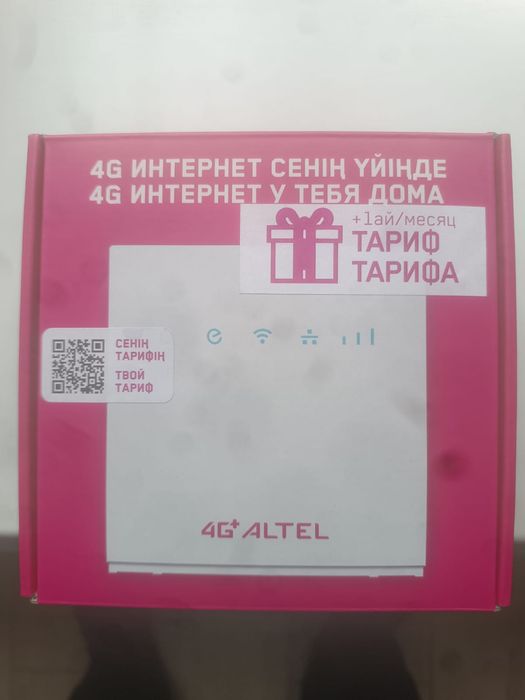 4G ИНТЕРНЕТ СЕНІҢ ҮЙІҢДЕ
4G ИНТЕРНЕТ У ТЕБЯ ДОМА
+1ай/месяц
ТАРИФ
ТАРИФА
СЕНІҢ
ТАРИФІҢ
ТВОЙ
ТАРИФ
4G+ ALTEL